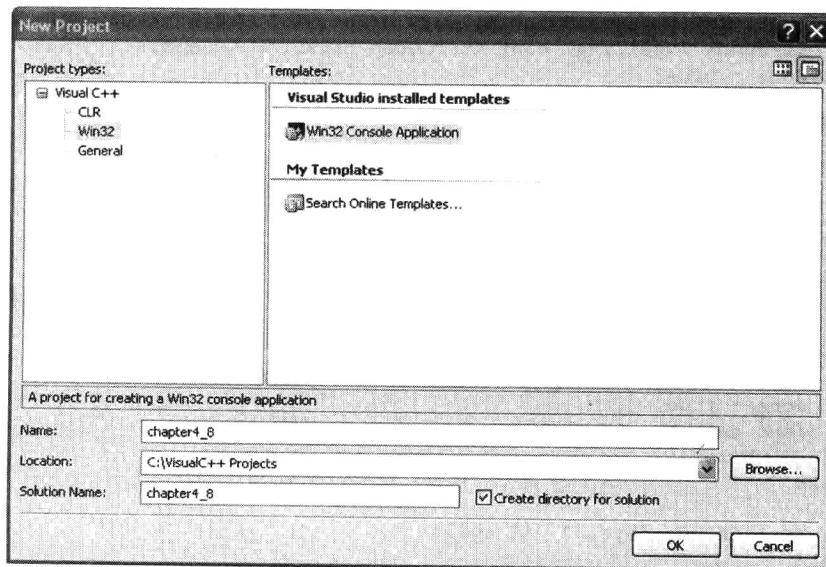 New Project
Project types:
Templates:
Visual C++
CLR
Win32
General
Visual Studio installed templates
Win32 Console Application
My Templates
Search Online Templates...
A project for creating a Win32 console application
Name:
chapter4_8
Location:
C:\VisualC++ Projects
Browse...
Solution Name:
chapter4_8
Create directory for solution
OK
Cancel